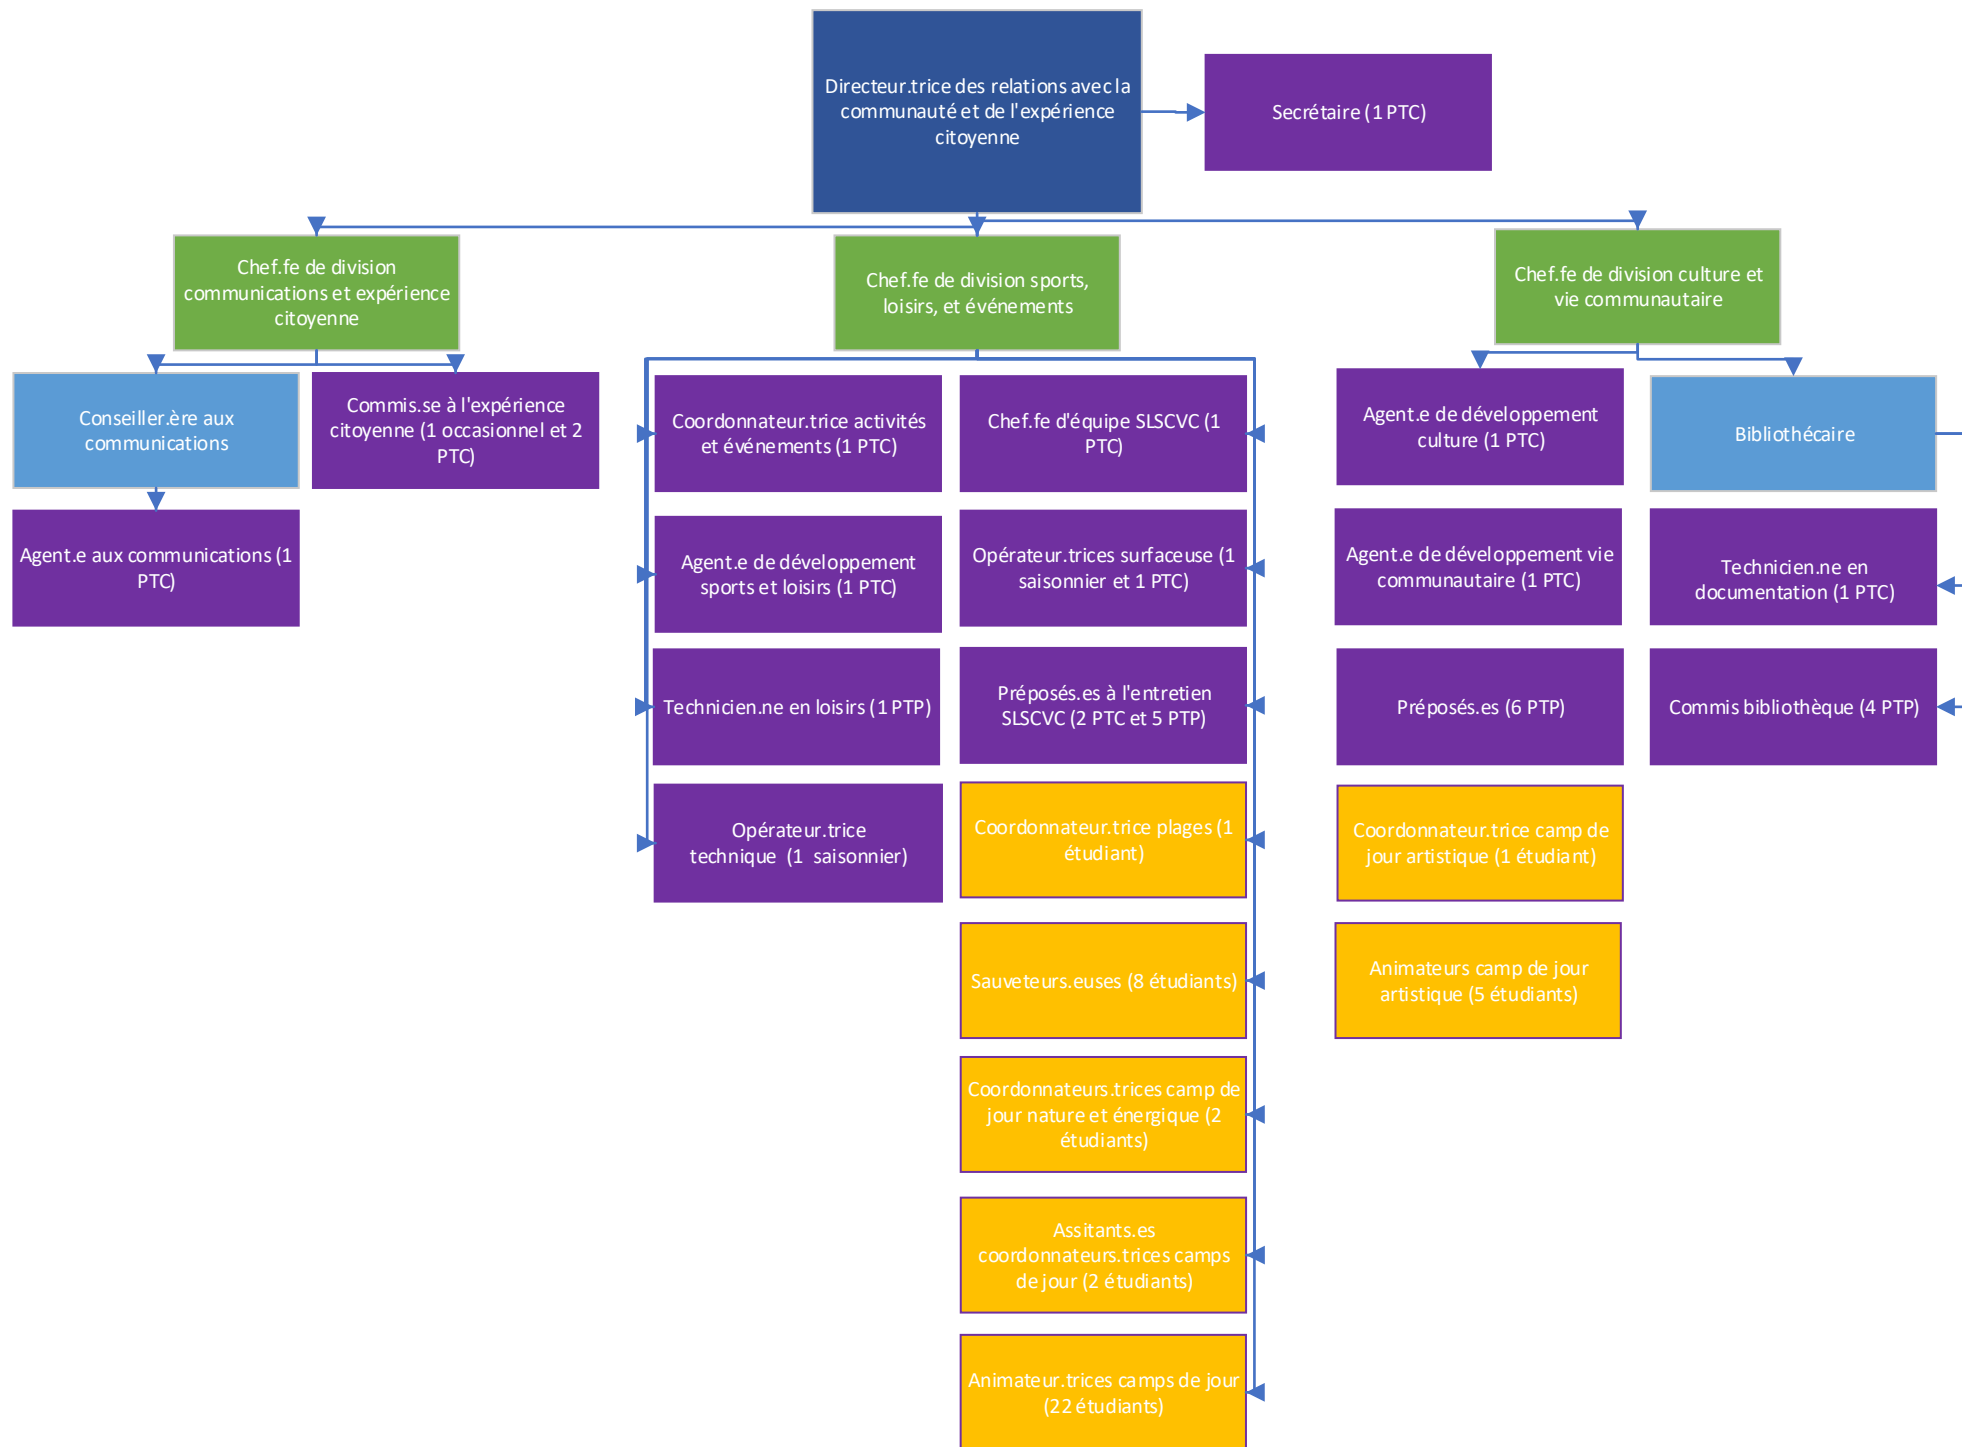 Directeur.trice des relations avec la
communauté et de l'expérience
citoyenne
Secrétaire (1 PTC)
Chef.fe de division
communications et expérience
citoyenne
Chef.fe de division sports,
loisirs, et événements
Chef.fe de division culture et
vie communautaire
Conseiller.ère aux
communications
Commis.se à l'expérience
citoyenne (1 occasionnel et 2
PTC)
Agent.e aux communications (1
PTC)
Coordonnateur.trice activités
et événements (1 PTC)
Agent.e de développement
sports et loisirs (1 PTC)
Technicien.ne en loisirs (1 PTP)
Opérateur.trice
technique  (1  saisonnier)
Chef.fe d'équipe SLSCVC (1
PTC)
Opérateur.trices surfaceuse (1
saisonnier et 1 PTC)
Préposés.es à l'entretien
SLSCVC (2 PTC et 5 PTP)
Coordonnateur.trice plages (1
étudiant)
Sauveteurs.euses (8 étudiants)
Coordonnateurs.trices camp de
jour nature et énergique (2
étudiants)
Assitants.es
coordonnateurs.trices camps
de jour (2 étudiants)
Animateur.trices camps de jour
(22 étudiants)
Agent.e de développement
culture (1 PTC)
Agent.e de développement vie
communautaire (1 PTC)
Préposés.es (6 PTP)
Coordonnateur.trice camp de
jour artistique (1 étudiant)
Animateurs camp de jour
artistique (5 étudiants)
Bibliothécaire
Technicien.ne en
documentation (1 PTC)
Commis bibliothèque (4 PTP)